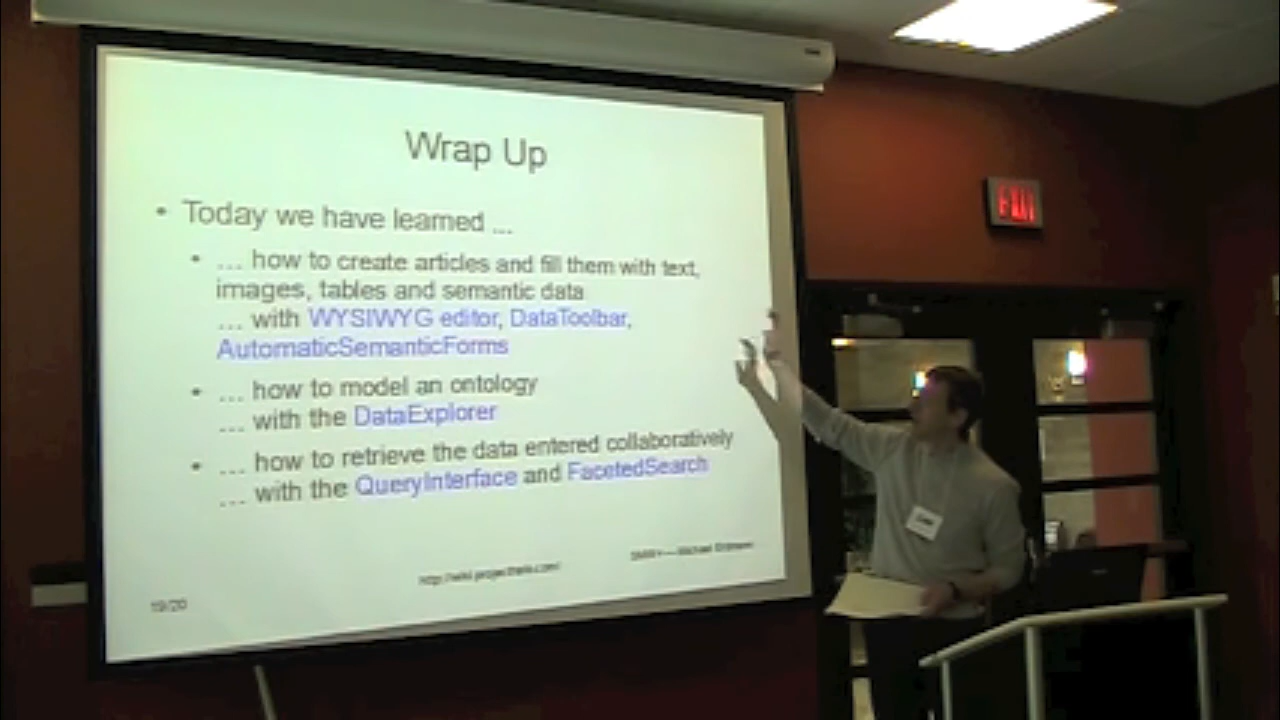 Wrap Up
• Today we have learned ...
• ... how to create articles and fill them with text,
images, tables and semantic data
... with WYSIWYG editor, DataToolbar,
AutomaticSemanticForms
• ... how to model an ontology
... with the DataExplorer
• ... how to retrieve the data entered collaboratively
... with the QueryInterface and FacetedSearch
19/20
EXIT